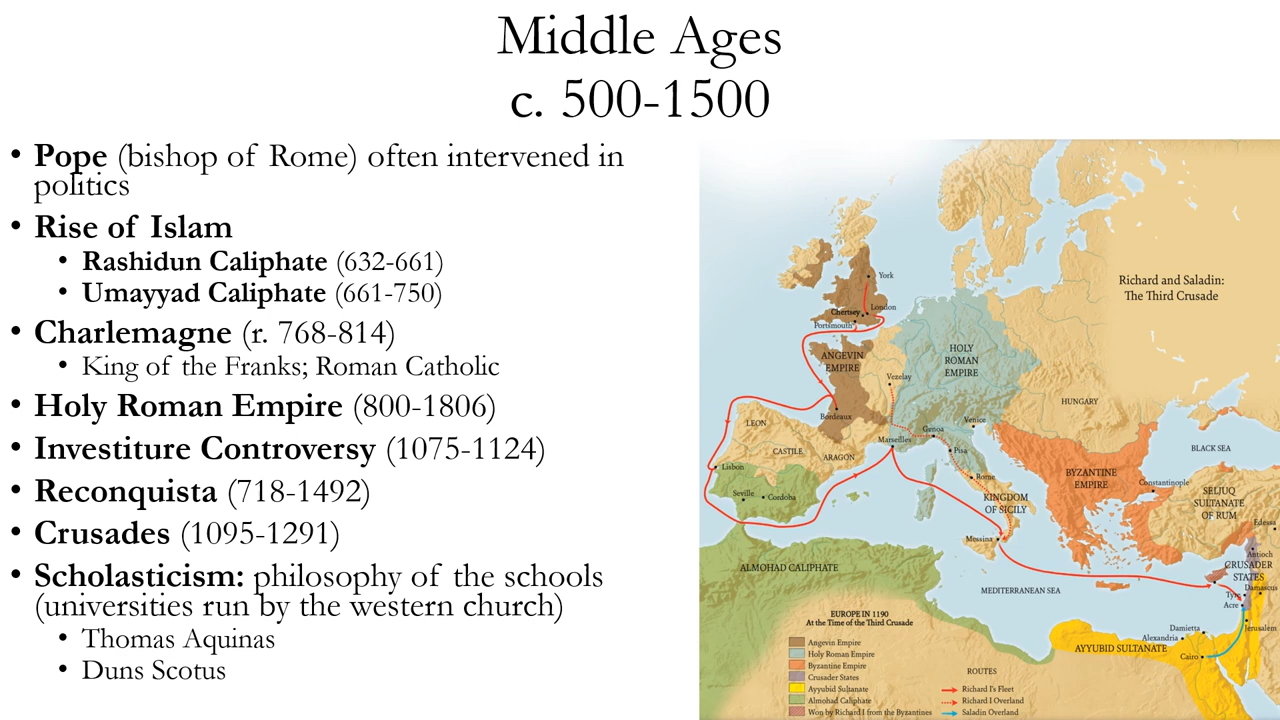 Middle Ages
c. 500-1500
• Pope (bishop of Rome) often intervened in
politics
• Rise of Islam
• Rashidun Caliphate (632-661)
• Umayyad Caliphate (661-750)
• Charlemagne (r. 768-814)
• King of the Franks; Roman Catholic
• Holy Roman Empire (800-1806)
• Investiture Controversy (1075-1124)
• Reconquista (718-1492)
• Crusades (1095-1291)
• Scholasticism: philosophy of the schools
(universities run by the western church)
• Thomas Aquinas
• Duns Scotus
Richard and Saladin:
The Third Crusade
York
London
Chertsey
Portsmouth
ANGEVIN
EMPIRE
HOLY
ROMAN
EMPIRE
Vezelay
HUNGARY
Bordeaux
LEON
CASTILE
ARAGON
Marseilles
Genoa
Venice
Pisa
Rome
BLACK SEA
Lisbon
Seville
Cordoba
KINGDOM
OF SICILY
BYZANTINE
EMPIRE
Constantinople
SELJUQ
SULTANATE
OF RUM
Edessa
Messina
Antioch
CRUSADER
STATES
Damascus
Tyre
Acre
ALMOHAD CALIPHATE
MEDITERRANEAN SEA
Jerusalem
Damietta
Alexandria
AYYUBID SULTANATE
Cairo
EUROPE IN 1190
At the Time of the Third Crusade
Angevin Empire
Holy Roman Empire
Byzantine Empire
Crusader States
Ayyubid Sultanate
Almohad Caliphate
Won by Richard I from the Byzantines
ROUTES
Richard I's Fleet
Richard I Overland
Saladin Overland